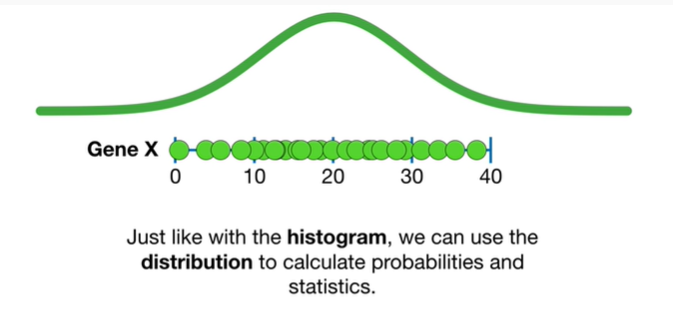 Gene X
0 10 20 30 40
Just like with the histogram, we can use the
distribution to calculate probabilities and
statistics.